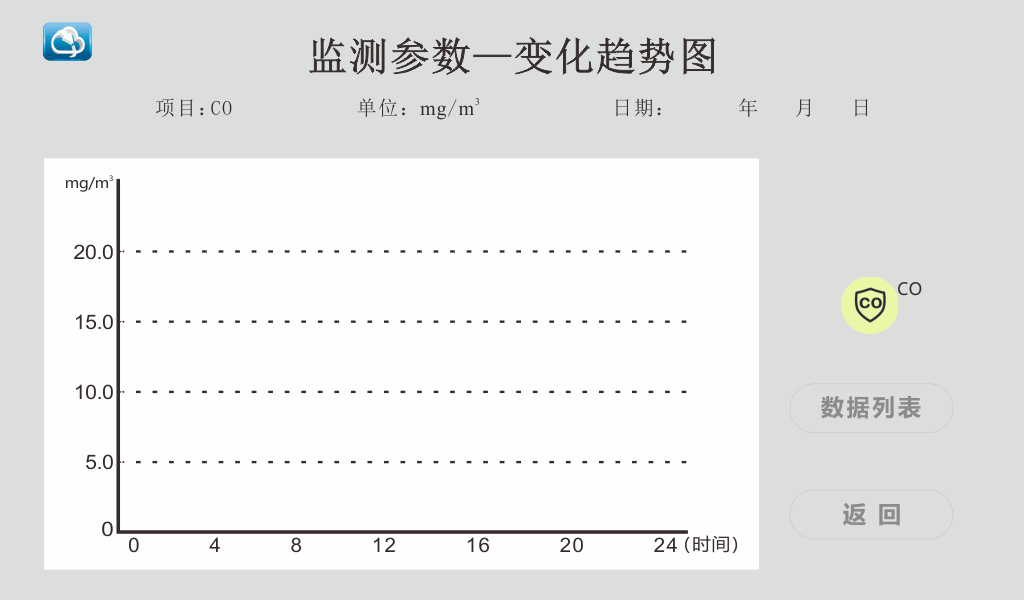 监测参数—变化趋势图
项目:CO 单位: mg/m³ 日期: 年 月 日
mg/m³
20.0
15.0
10.0
5.0
0
0 4 8 12 16 20 24 (时间)
CO
CO
数据列表
返 回